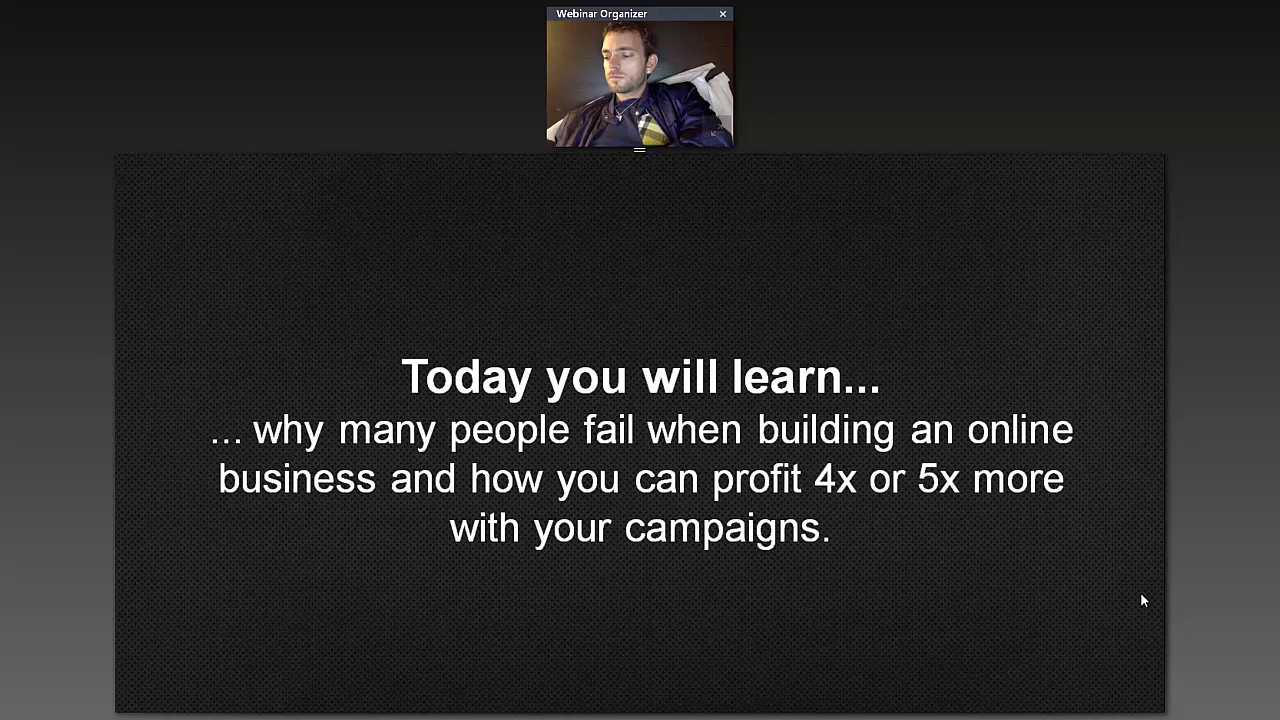 Webinar Organizer
Today you will learn...
... why many people fail when building an online
business and how you can profit 4x or 5x more
with your campaigns.